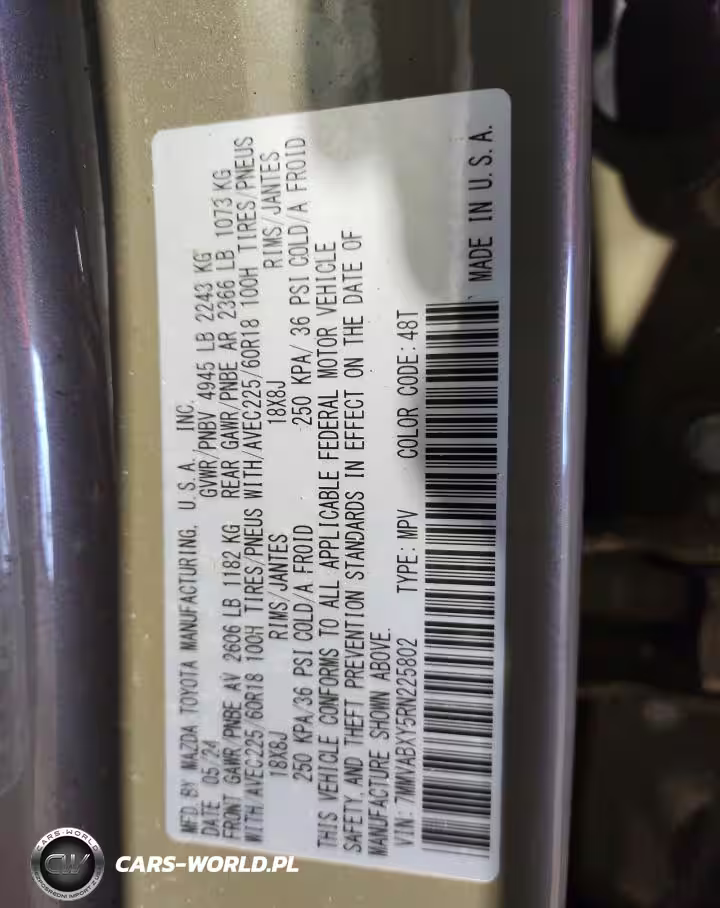 MFD.BY MAZDA TOYOTA MANUFACTURING, U.S.A. INC.
DATE 05/24 GVWR/PNBV 4945 LB 2243 KG
FRONT GAWR/PNBE AV 2606 LB 1182 KG REAR GAWR/PNBE AR 2366 LB 1073 KG
WITH/AVEC225/60R18 100H TIRES/PNEUS WITH/AVEC225/60R18 100H TIRES/PNEUS
18X8J RIMS/JANTES 18X8J RIMS/JANTES
250 KPA/36 PSI COLD/A FROID 250 KPA/ 36 PSI COLD/A FROID
THIS VEHICLE CONFORMS TO ALL APPLICABLE FEDERAL MOTOR VEHICLE
SAFETY AND THEFT PREVENTION STANDARDS IN EFFECT ON THE DATE OF
MANUFACTURE SHOWN ABOVE.
VIN: 7MMVABXY5RN225802 TYPE: MPV COLOR CODE: 48T
MADE IN U.S.A.
CARS-WORLD
CW
CARS-WORLD.PL